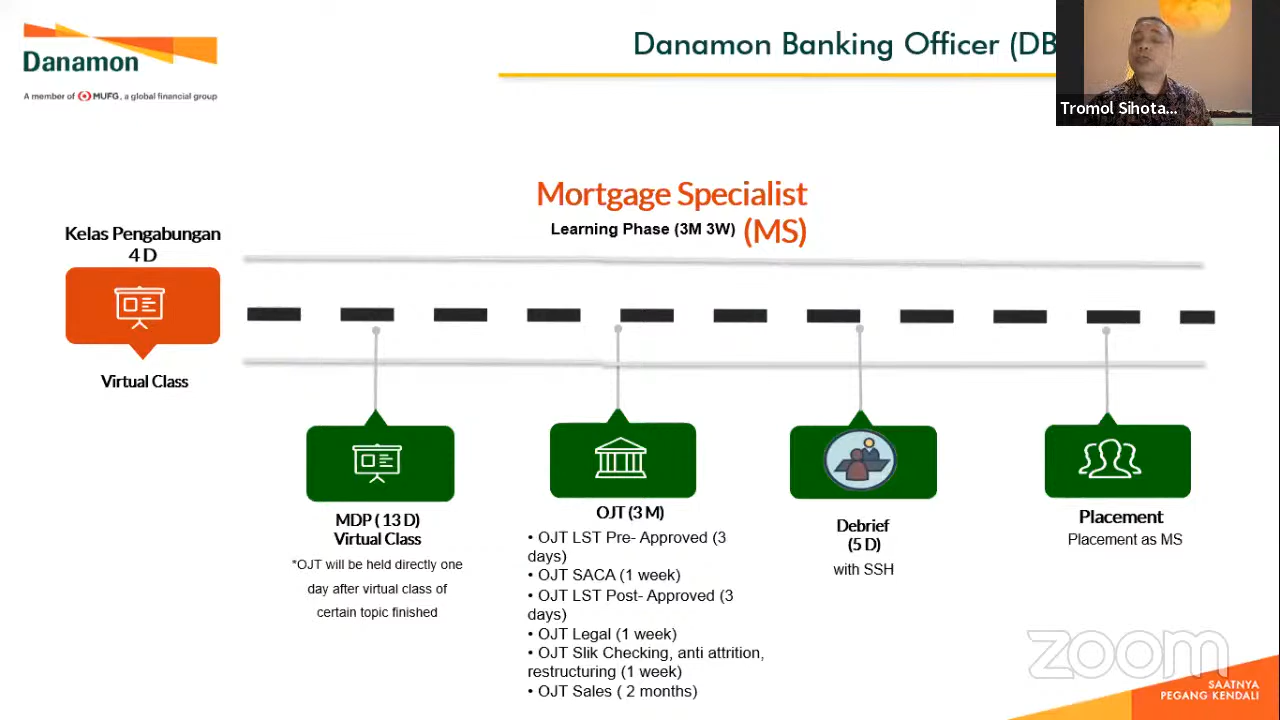 Danamon
A member of MUFG, a global financial group
Danamon Banking Officer (DB
Tromol Sihota...
Mortgage Specialist
Learning Phase (3M 3W) (MS)
Kelas Pengabungan
4 D
Virtual Class
MDP ( 13 D)
Virtual Class
"OJT will be held directly one
day after virtual class of
certain topic finished
OJT (3 M)
• OJT LST Pre- Approved (3
days)
• OJT SACA (1 week)
• OJT LST Post- Approved (3
days)
• OJT Legal (1 week)
• OJT Slik Checking, anti attrition,
restructuring (1 week)
• OJT Sales ( 2 months)
Debrief
(5 D)
with SSH
Placement
Placement as MS
zoom
SAATNYA
PEGANG KENDALI